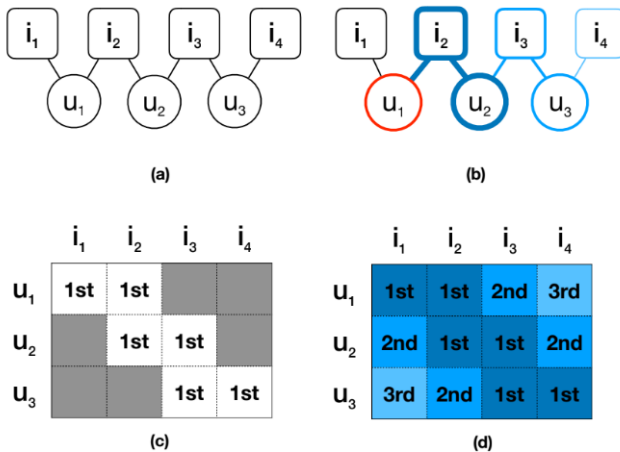 i₁ i₂ i₃ i₄
u₁ u₂ u₃
(a)
i₁ i₂ i₃ i₄
u₁ u₂ u₃
(b)
i₁ i₂ i₃ i₄
u₁ 1st 1st
u₂ 1st 1st
u₃ 1st 1st
(c)
i₁ i₂ i₃ i₄
u₁ 1st 1st 2nd 3rd
u₂ 2nd 1st 1st 2nd
u₃ 3rd 2nd 1st 1st
(d)